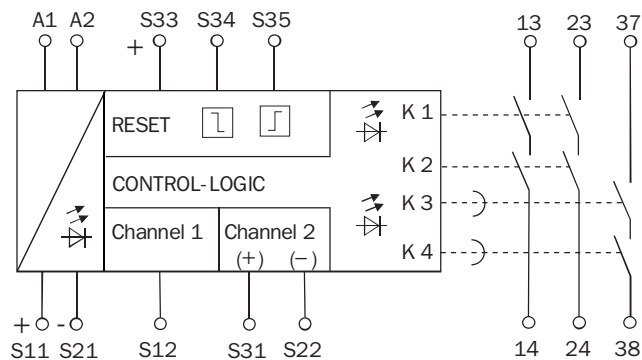 A1 A2 S33 S34 S35 13 23 37
+
K 1
RESET
K 2
CONTROL-LOGIC
K 3
Channel 1 Channel 2
(+) (–)
K 4
+ -
S11 S21 S12 S31 S22 14 24 38